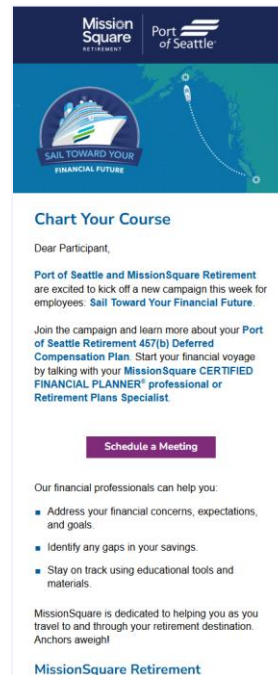 MissionSquare
RETIREMENT
Port
of Seattle
SAIL TOWARD YOUR
FINANCIAL FUTURE
Chart Your Course
Dear Participant,
Port of Seattle and MissionSquare Retirement
are excited to kick off a new campaign this week for
employees: Sail Toward Your Financial Future.
Join the campaign and learn more about your Port
of Seattle Retirement 457(b) Deferred
Compensation Plan. Start your financial voyage
by talking with your MissionSquare CERTIFIED
FINANCIAL PLANNER® professional or
Retirement Plans Specialist.
Schedule a Meeting
Our financial professionals can help you:
Address your financial concerns, expectations,
and goals.
Identify any gaps in your savings.
Stay on track using educational tools and
materials.
MissionSquare is dedicated to helping you as you
travel to and through your retirement destination.
Anchors aweigh!
MissionSquare Retirement